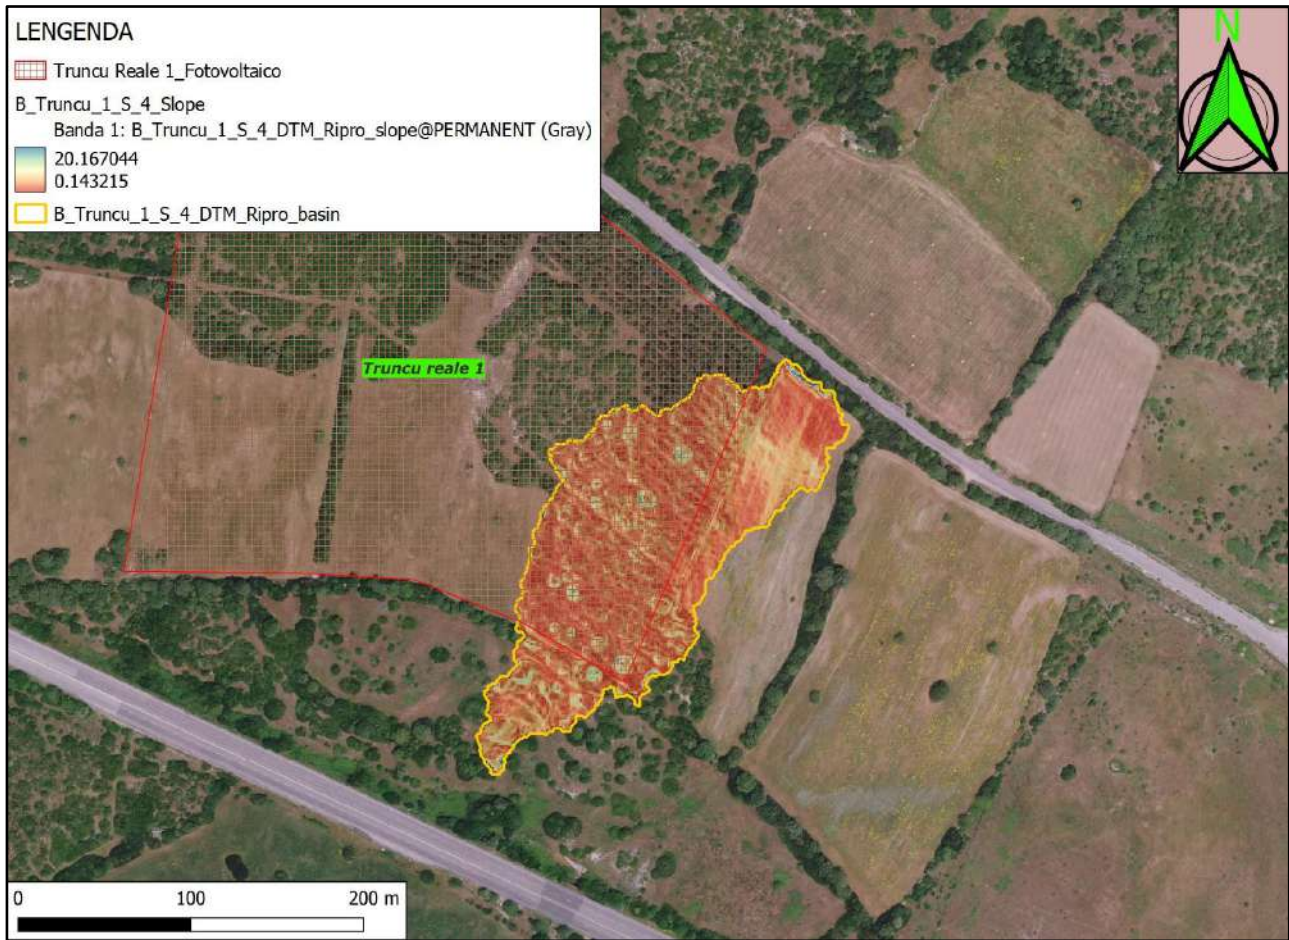 LENGENDA
Truncu Reale 1_Fotovoltaico
B_Truncu_1_S_4_Slope
Banda 1: B_Truncu_1_S_4_DTM_Ripro_slope@PERMANENT (Gray)
20.167044
0.143215
B_Truncu_1_S_4_DTM_Ripro_basin
N
Truncu reale 1
0 100 200 m